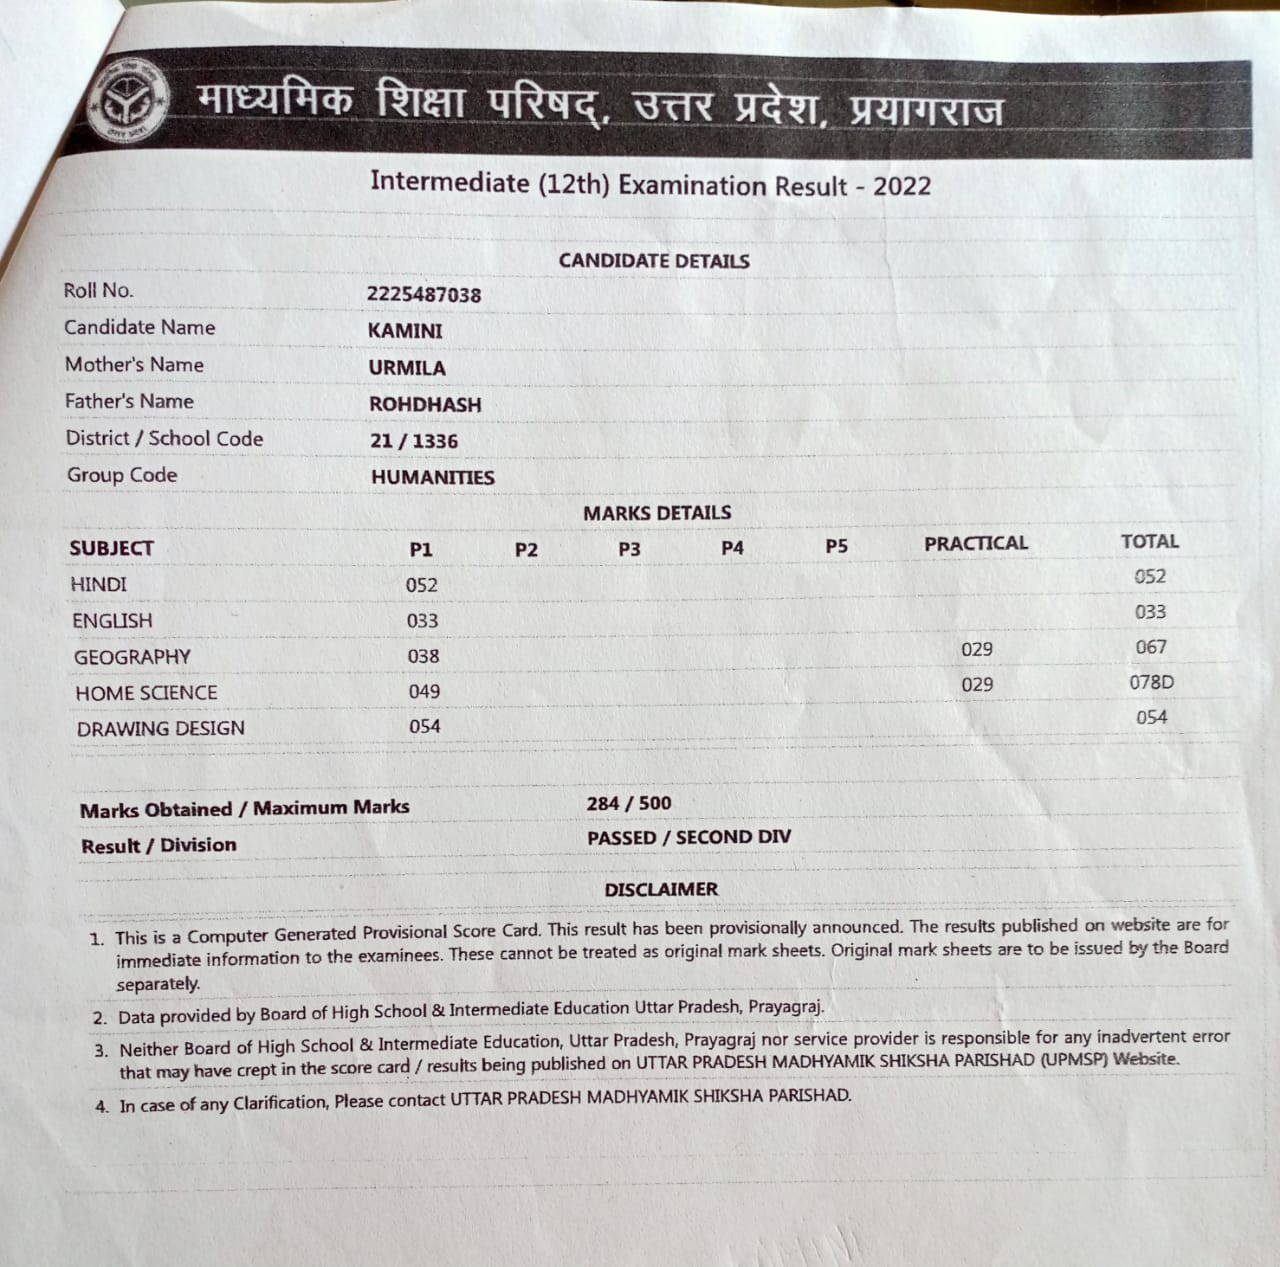 माध्यमिक शिक्षा परिषद्, उत्तर प्रदेश, प्रयागराज
Intermediate (12th) Examination Result - 2022
CANDIDATE DETAILS
Roll No. 2225487038
Candidate Name KAMINI
Mother's Name URMILA
Father's Name ROHDHASH
District / School Code 21 / 1336
Group Code HUMANITIES
MARKS DETAILS
SUBJECT P1 P2 P3 P4 P5 PRACTICAL TOTAL
HINDI 052 052
ENGLISH 033 033
GEOGRAPHY 038 029 067
HOME SCIENCE 049 029 078D
DRAWING DESIGN 054 054
Marks Obtained / Maximum Marks 284 / 500
Result / Division PASSED / SECOND DIV
DISCLAIMER
1. This is a Computer Generated Provisional Score Card. This result has been provisionally announced. The results published on website are for
immediate information to the examinees. These cannot be treated as original mark sheets. Original mark sheets are to be issued by the Board
separately.
2. Data provided by Board of High School & Intermediate Education Uttar Pradesh, Prayagraj.
3. Neither Board of High School & Intermediate Education, Uttar Pradesh, Prayagraj nor service provider is responsible for any inadvertent error
that may have crept in the score card / results being published on UTTAR PRADESH MADHYAMIK SHIKSHA PARISHAD (UPMSP) Website.
4. In case of any Clarification, Please contact UTTAR PRADESH MADHYAMIK SHIKSHA PARISHAD.